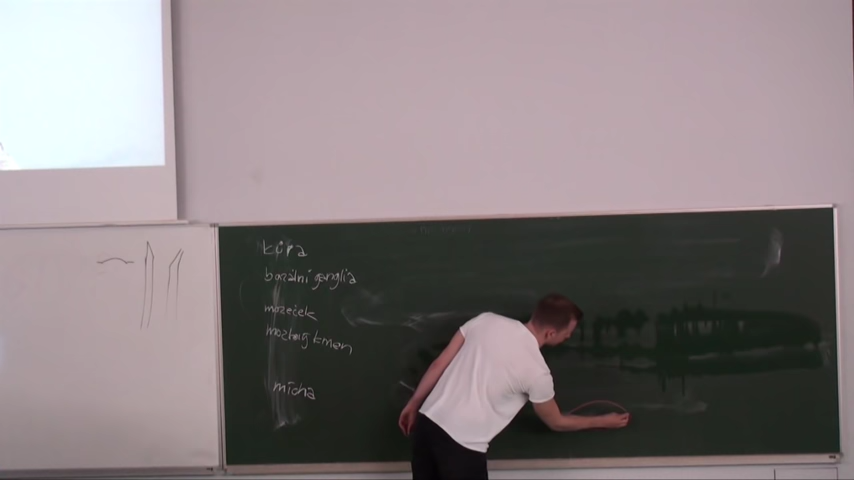 kůra
bazální ganglia
mozeček
mozkový kmen
mícha